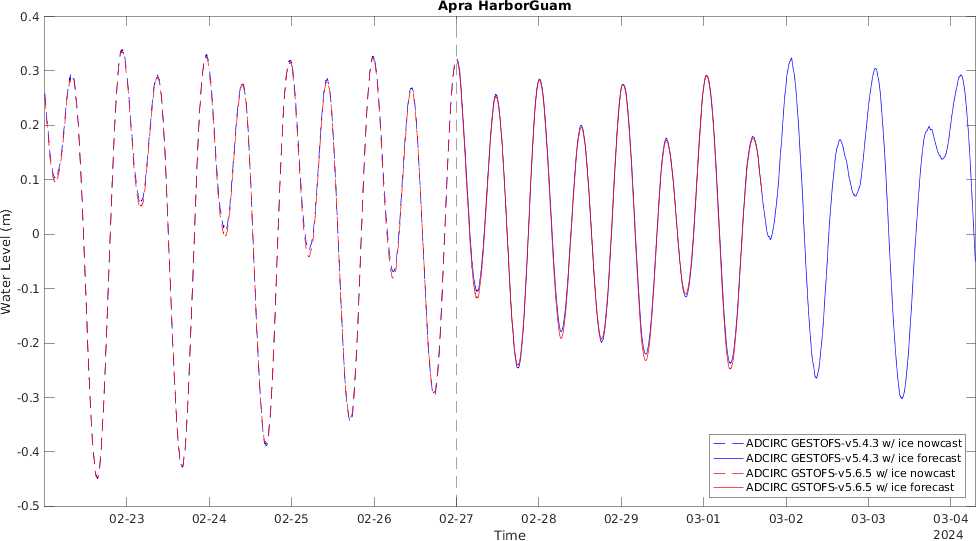 Apra HarborGuam
0.4
0.3
0.2
0.1
0
-0.1
-0.2
-0.3
-0.4
-0.5
Water Level (m)
ADCIRC GESTOFS-v5.4.3 w/ ice nowcast
ADCIRC GESTOFS-v5.4.3 w/ ice forecast
ADCIRC GSTOFS-v5.6.5 w/ ice nowcast
ADCIRC GSTOFS-v5.6.5 w/ ice forecast
02-23 02-24 02-25 02-26 02-27 02-28 02-29 03-01 03-02 03-03 03-04
Time 2024